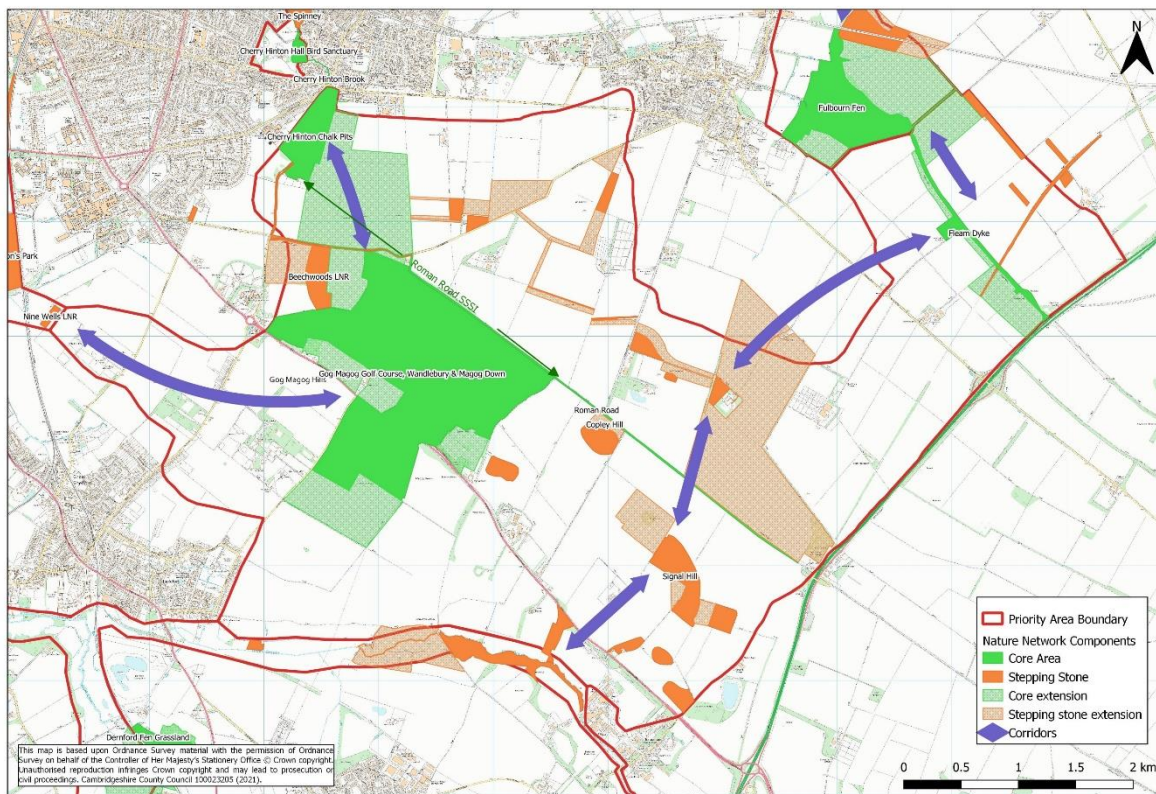 The Spinney
Cherry Hinton Hall Bird Sanctuary
Cherry Hinton Brook
N
Fulbourn Fen
Cherry Hinton Chalk Pits
Fleam Dyke
on's Park
Beechwoods LNR
Roman Road SSSI
Nine Wells LNR
Gog Magog Hills
Gog Magog Golf Course, Wandlebury & Magog Down
Roman Road
Copley Hill
Signal Hill
Dernford Fen Grassland
Priority Area Boundary
Nature Network Components
Core Area
Stepping Stone
Core extension
Stepping stone extension
Corridors
This map is based upon Ordnance Survey material with the permission of Ordnance
Survey on behalf of the Controller of Her Majesty's Stationery Office © Crown copyright.
Unauthorised reproduction infringes Crown copyright and may lead to prosecution or
civil proceedings. Cambridgeshire County Council 100023205 (2021).
0 0.5 1 1.5 2 km